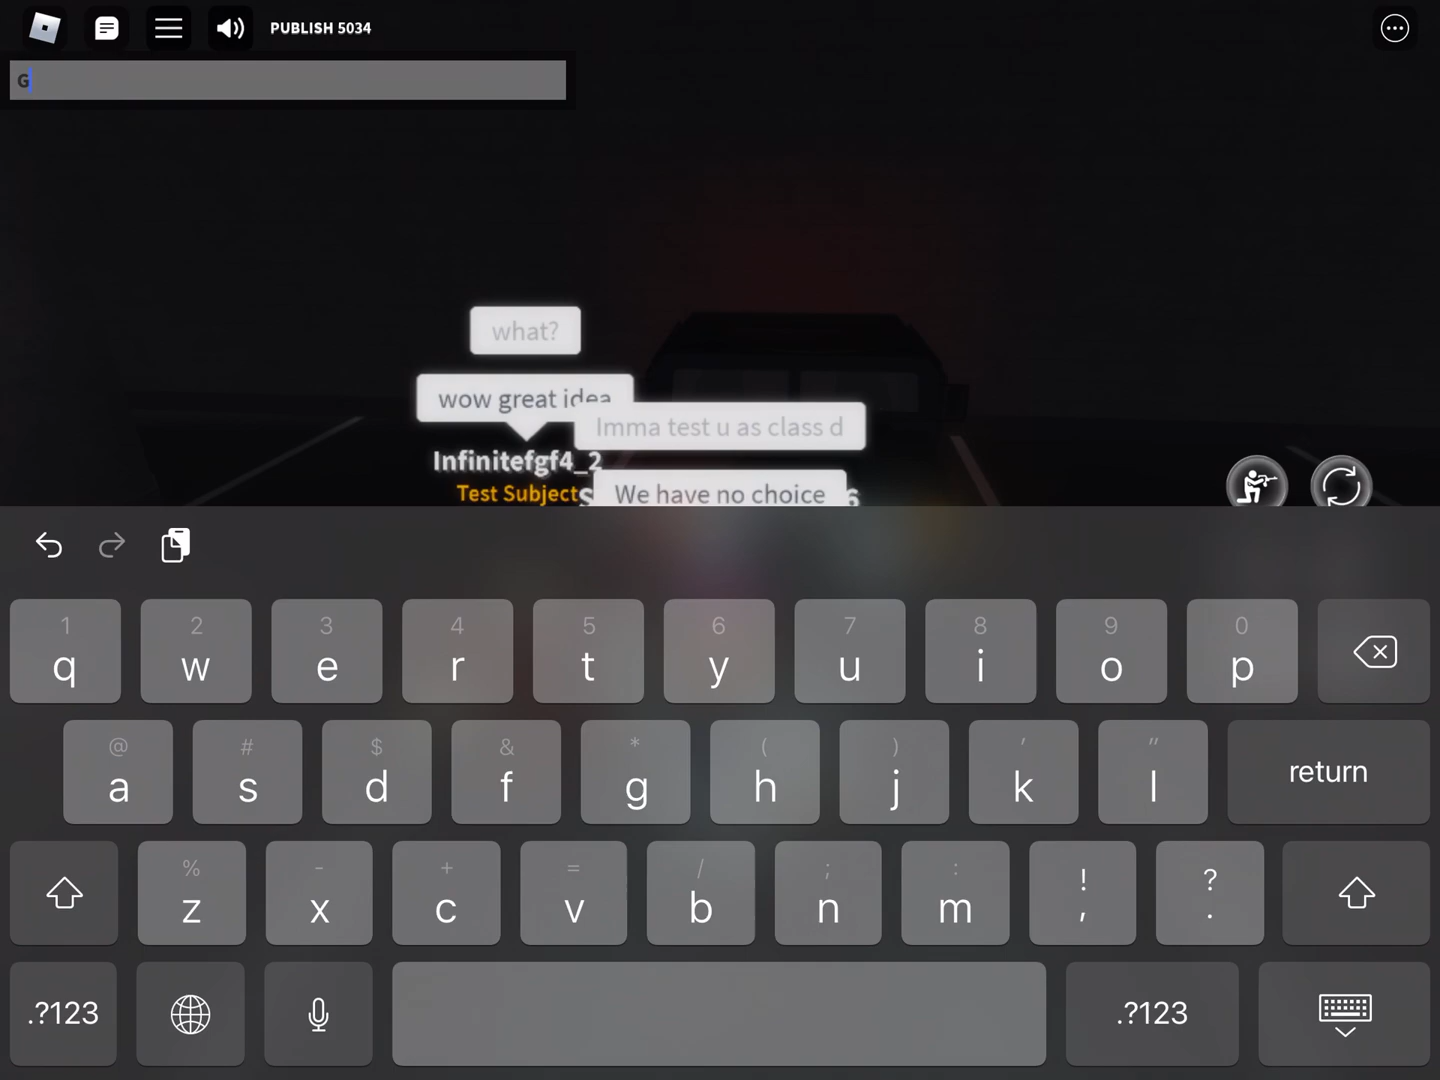 PUBLISH 5034
G
what?
wow great idea
Imma test u as class d
Infinitefgf4_2
Test Subject
We have no choice
1 2 3 4 5 6 7 8 9 0
q w e r t y u i o p
@ # $ & * ( ) ' "
a s d f g h j k l return
% - + = / ; : ! ?
z x c v b n m , .
.?123 .?123